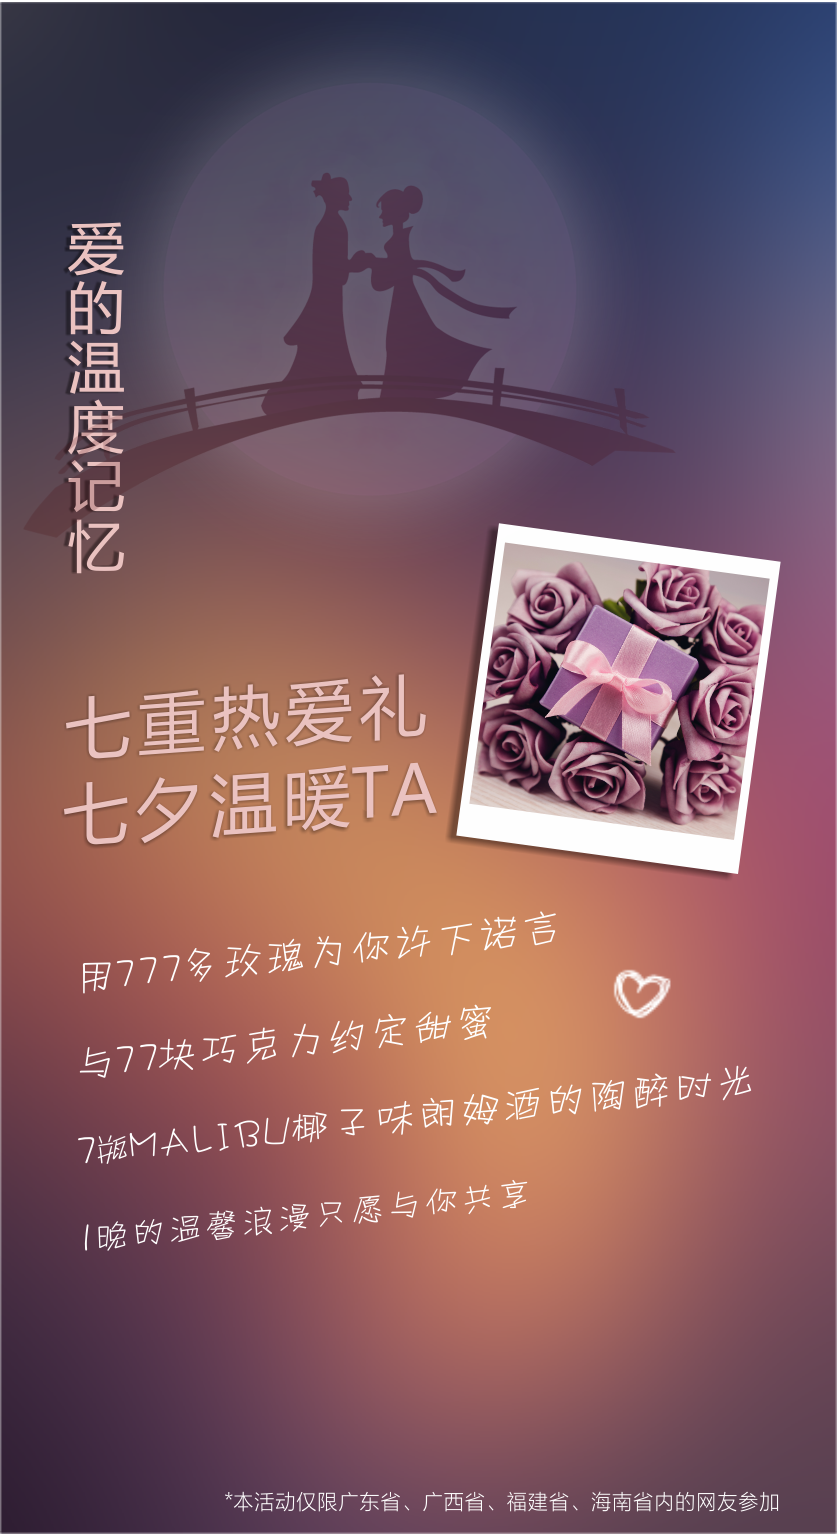 爱的温度记忆
七重热爱礼
七夕温暖TA
用777多玫瑰为你许下诺言
与77块巧克力约定甜蜜
7瓶MALIBU椰子味朗姆酒的陶醉时光
1晚的温馨浪漫只愿与你共享
*本活动仅限广东省、广西省、福建省、海南省内的网友参加